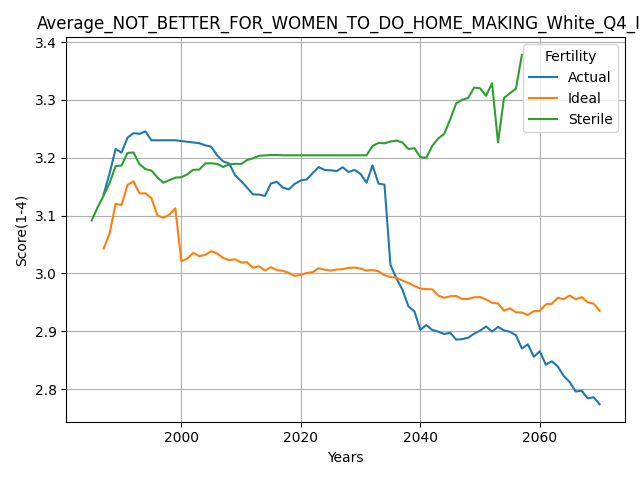 Average_NOT_BETTER_FOR_WOMEN_TO_DO_HOME_MAKING_White_Q4_I
Fertility
Actual
Ideal
Sterile
Score(1-4)
3.4
3.3
3.2
3.1
3.0
2.9
2.8
2000 2020 2040 2060
Years